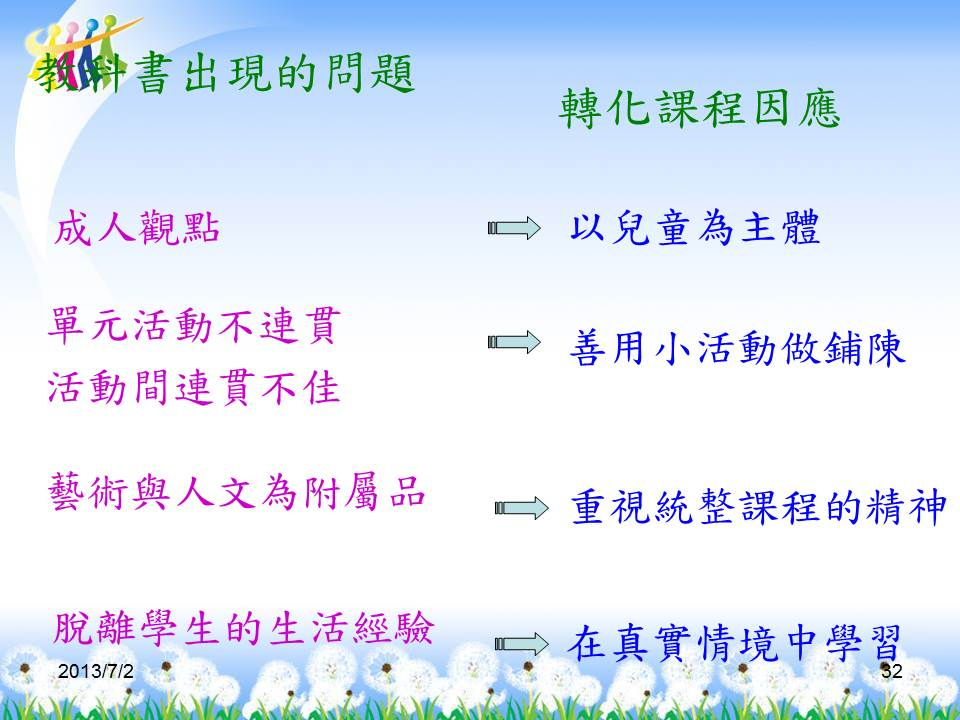 教科書出現的問題
轉化課程因應
成人觀點
以兒童為主體
單元活動不連貫
活動間連貫不佳
善用小活動做鋪陳
藝術與人文為附屬品
重視統整課程的精神
脫離學生的生活經驗
在真實情境中學習
2013/7/2
32